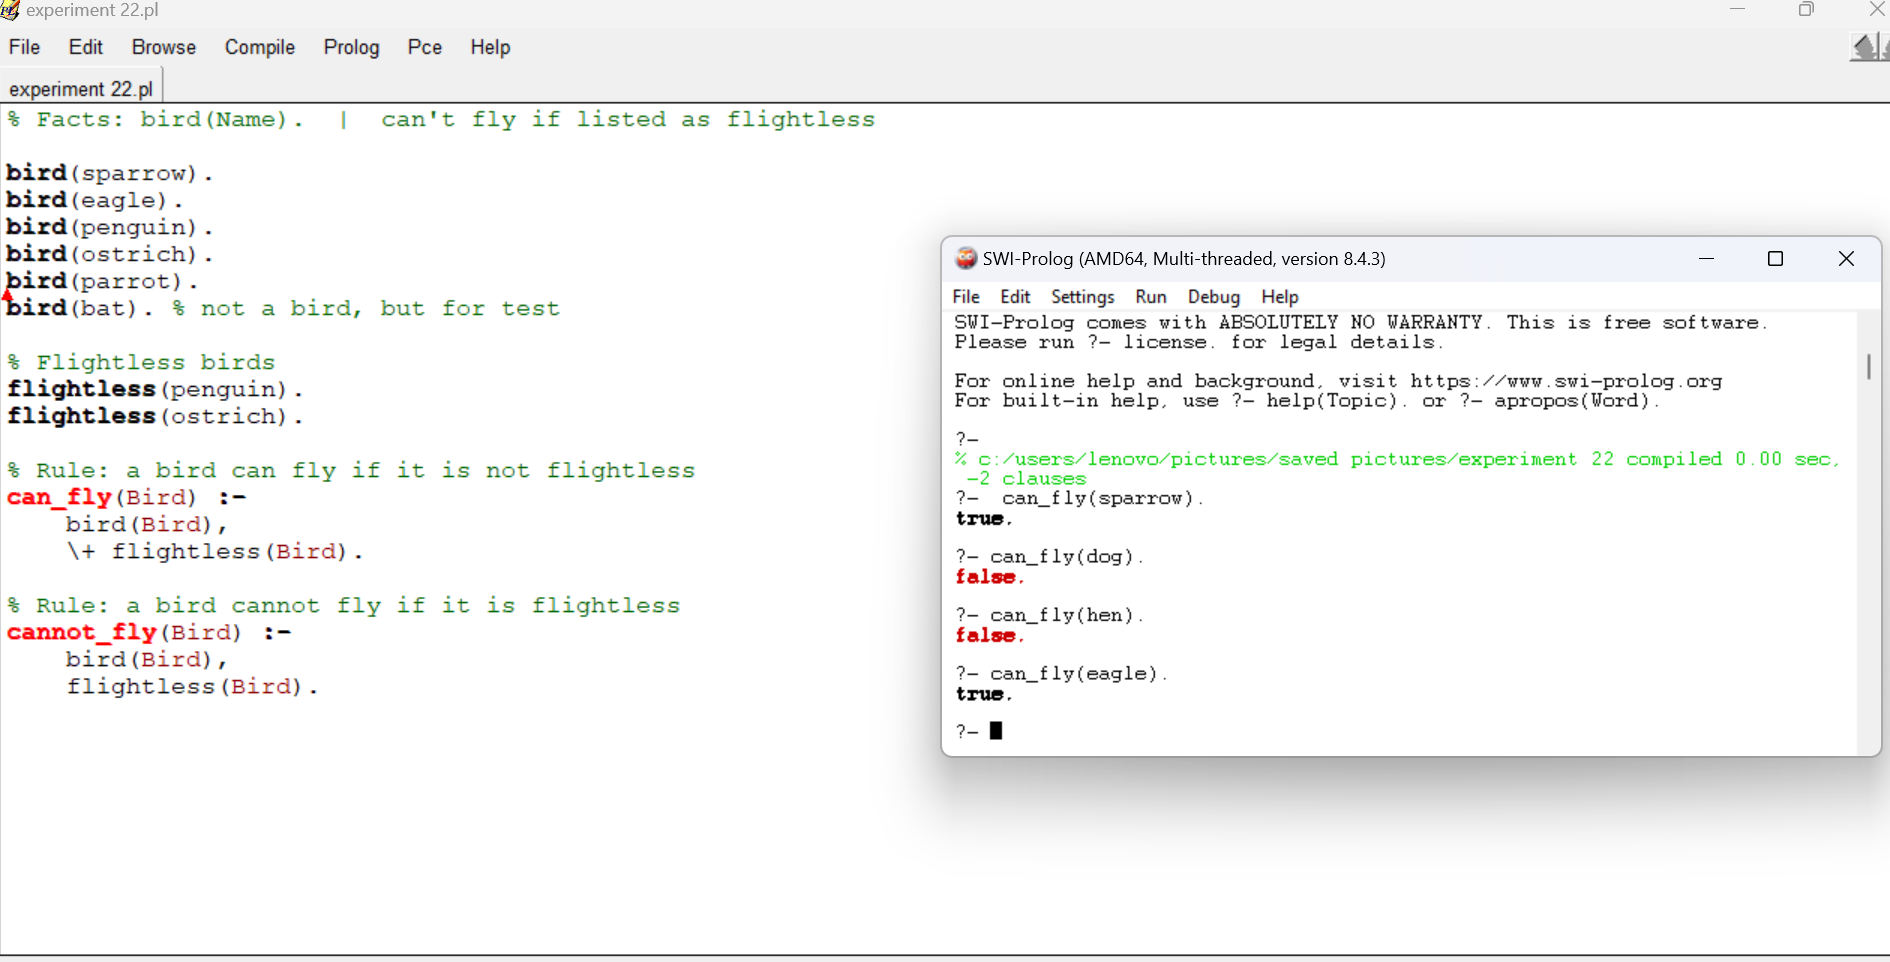 experiment 22.pl
File Edit Browse Compile Prolog Pce Help
experiment 22.pl
% Facts: bird(Name).  |  can't fly if listed as flightless
bird(sparrow).
bird(eagle).
bird(penguin).
bird(ostrich).
bird(parrot).
bird(bat). % not a bird, but for test
% Flightless birds
flightless(penguin).
flightless(ostrich).
% Rule: a bird can fly if it is not flightless
can_fly(Bird) :-
    bird(Bird),
    \+ flightless(Bird).
% Rule: a bird cannot fly if it is flightless
cannot_fly(Bird) :-
    bird(Bird),
    flightless(Bird).
SWI-Prolog (AMD64, Multi-threaded, version 8.4.3)
File Edit Settings Run Debug Help
SWI-Prolog comes with ABSOLUTELY NO WARRANTY. This is free software.
Please run ?- license. for legal details.
For online help and background, visit https://www.swi-prolog.org
For built-in help, use ?- help(Topic). or ?- apropos(Word).
?-
% c:/users/lenovo/pictures/saved pictures/experiment 22 compiled 0.00 sec,
 -2 clauses
?-  can_fly(sparrow).
true.
?- can_fly(dog).
false.
?- can_fly(hen).
false.
?- can_fly(eagle).
true.
?-